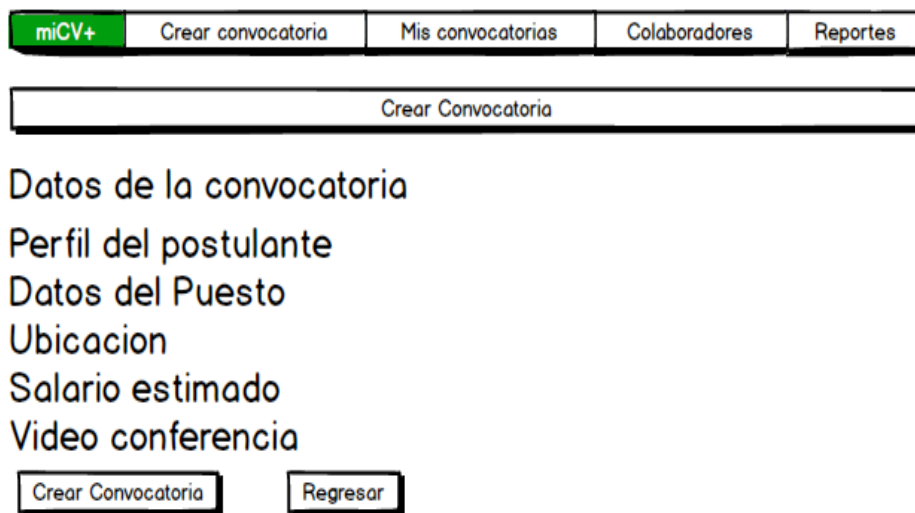 miCV+ Crear convocatoria Mis convocatorias Colaboradores Reportes
Crear Convocatoria
Datos de la convocatoria
Perfil del postulante
Datos del Puesto
Ubicacion
Salario estimado
Video conferencia
Crear Convocatoria Regresar